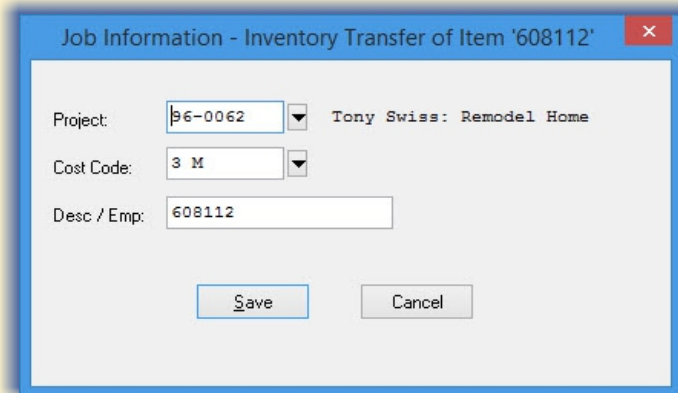 Job Information - Inventory Transfer of Item '608112'
Project: 96-0062 Tony Swiss: Remodel Home
Cost Code: 3 M
Desc / Emp: 608112
Save Cancel